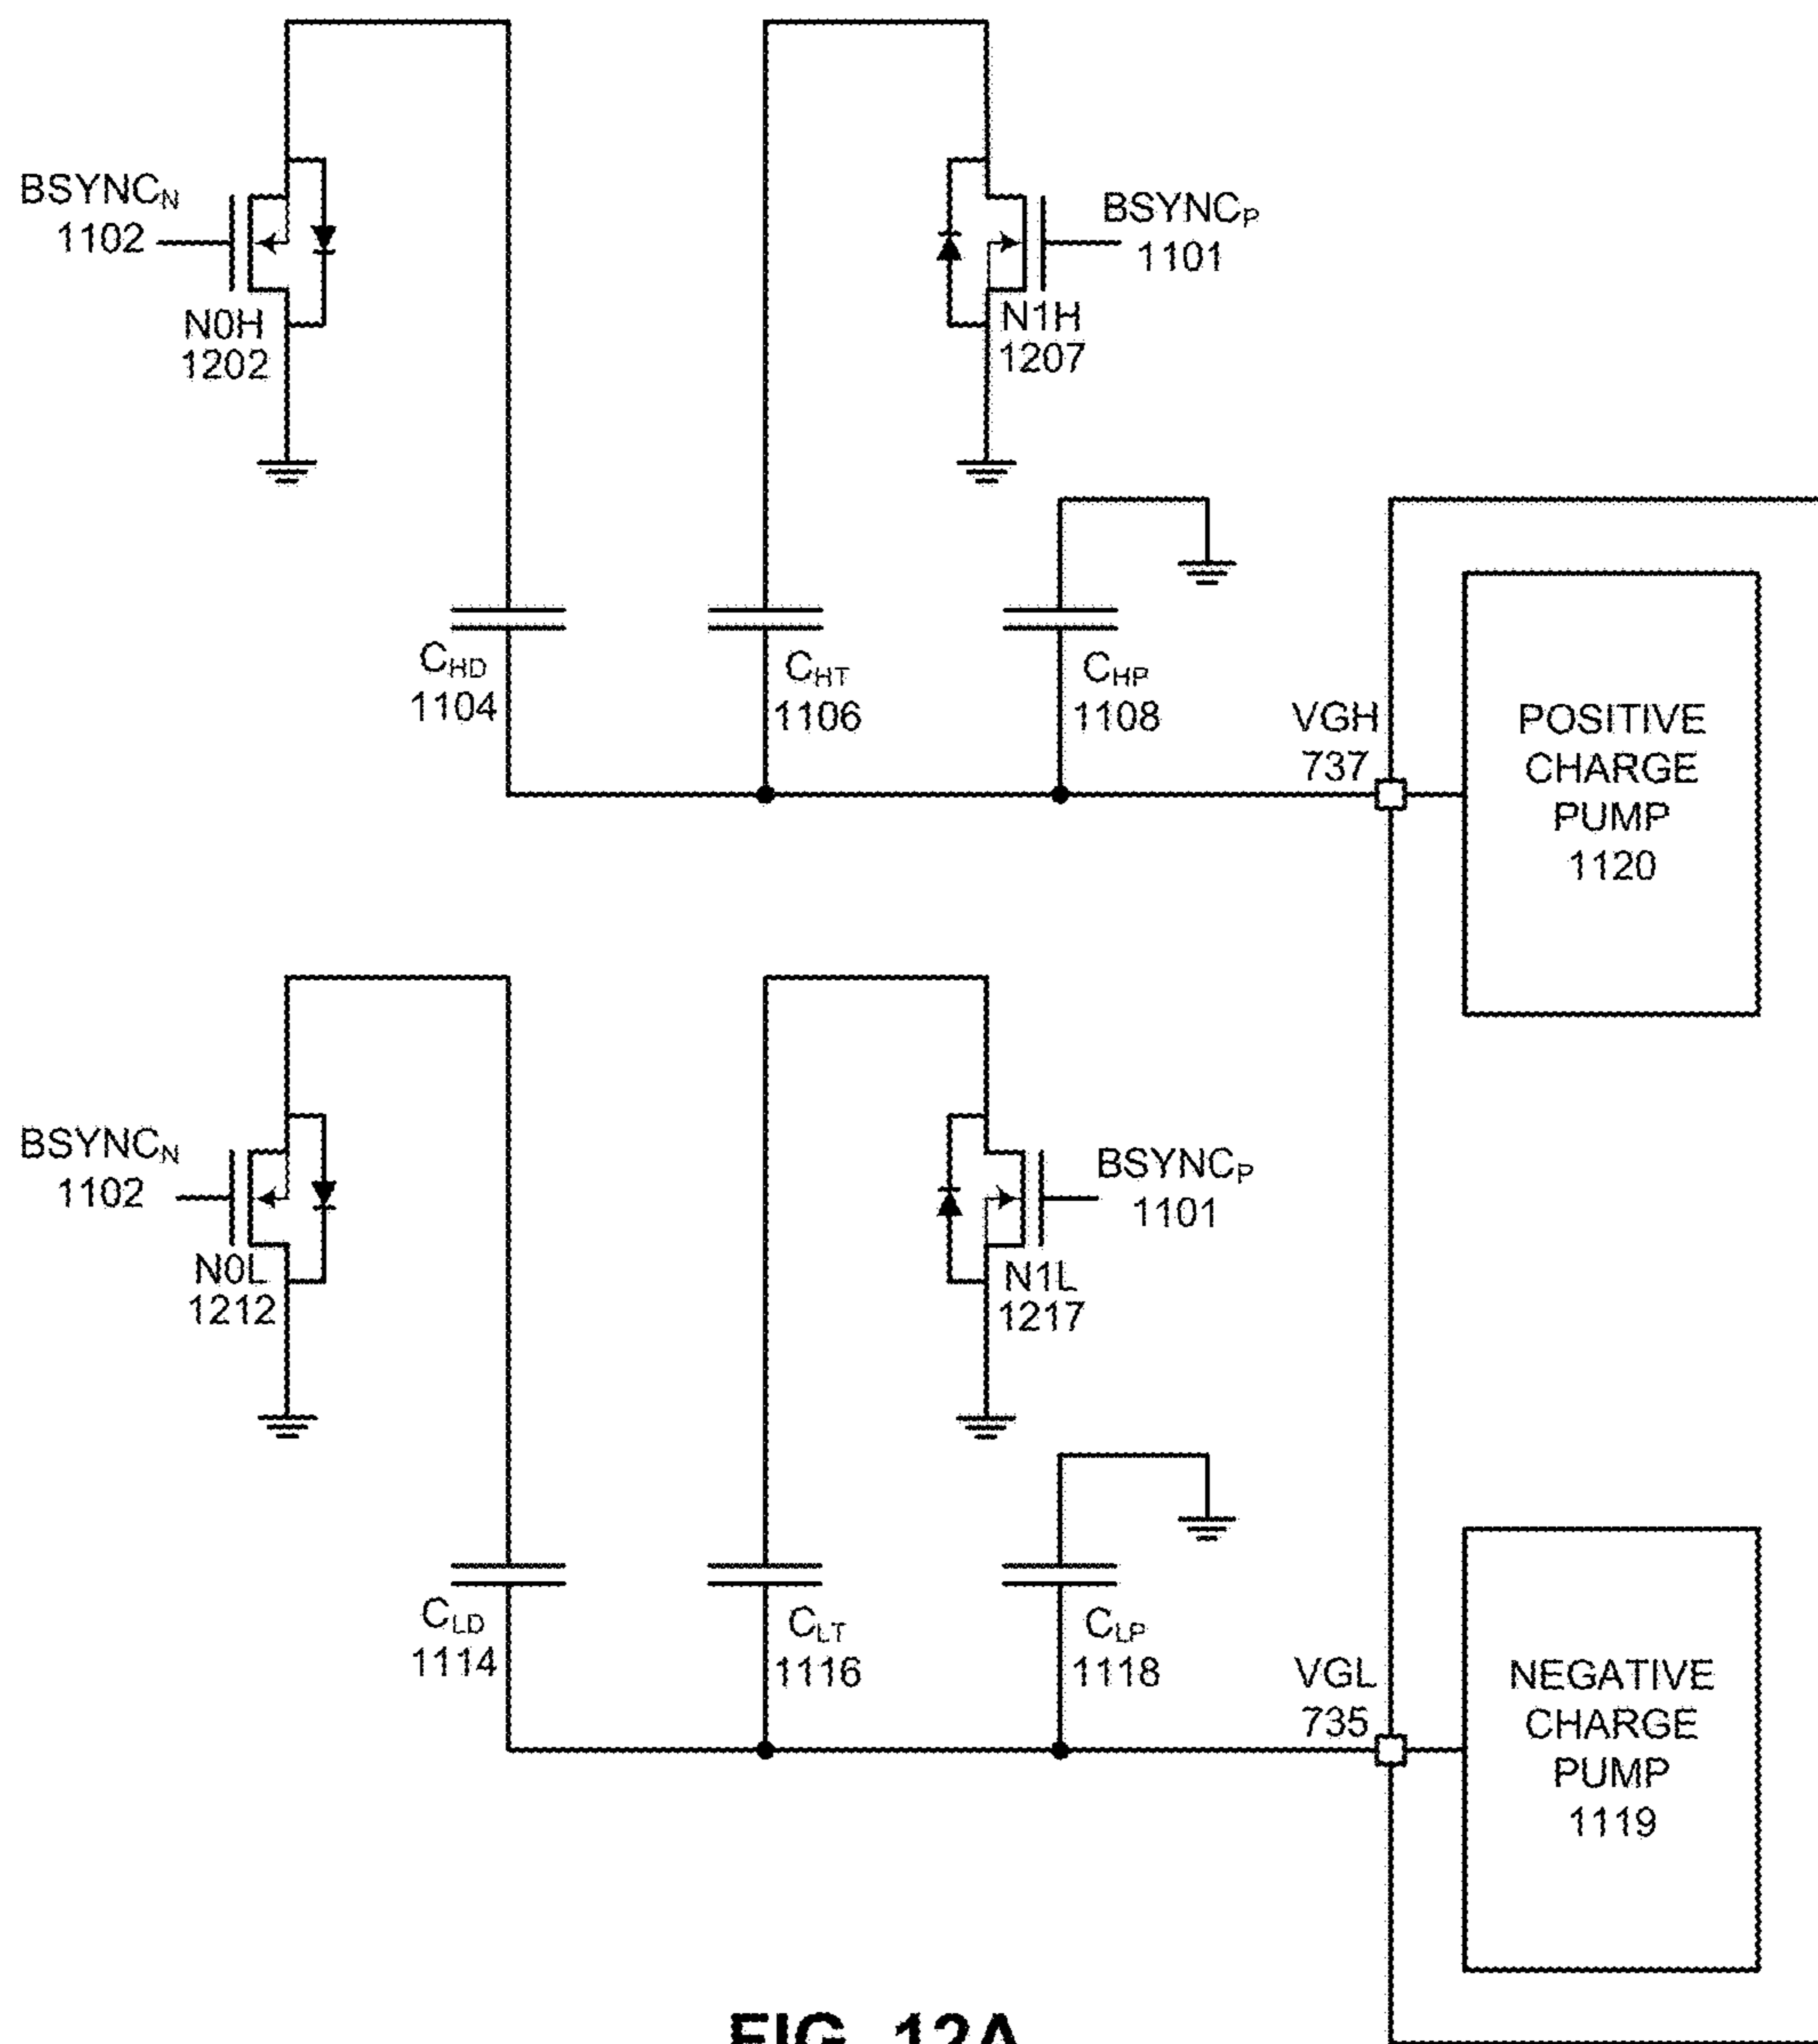 BSYNCN
1102
N0H
1202
BSYNCP
1101
N1H
1207
CHD
1104
CHT
1106
CHP
1108
VGH
737
POSITIVE
CHARGE
PUMP
1120
BSYNCN
1102
N0L
1212
BSYNCP
1101
N1L
1217
CLD
1114
CLT
1116
CLP
1118
VGL
735
NEGATIVE
CHARGE
PUMP
1119
FIG. 12A